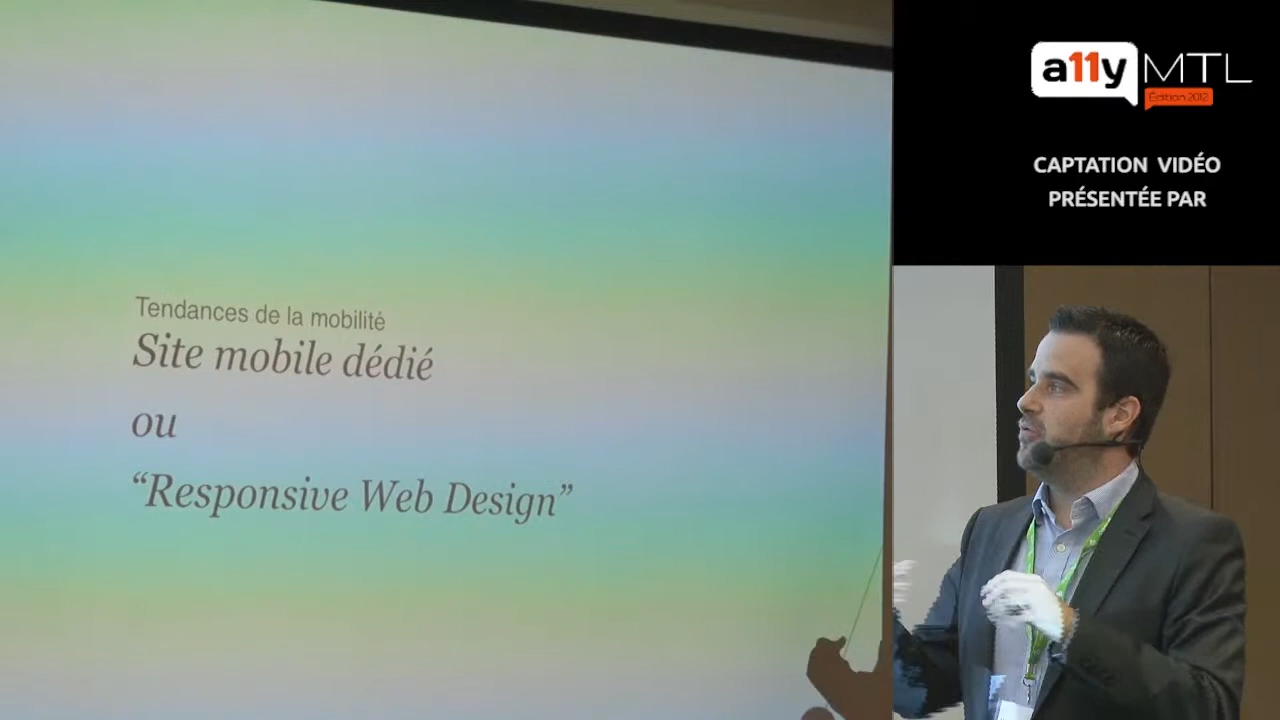 Tendances de la mobilité
Site mobile dédié
ou
“Responsive Web Design”
a11y MTL
Édition 2012
CAPTATION VIDÉO
PRÉSENTÉE PAR